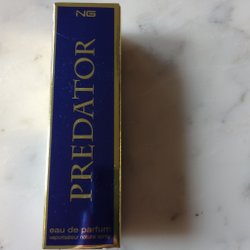 NG
PREDATOR
eau de parfum
vaporisateur natural spray